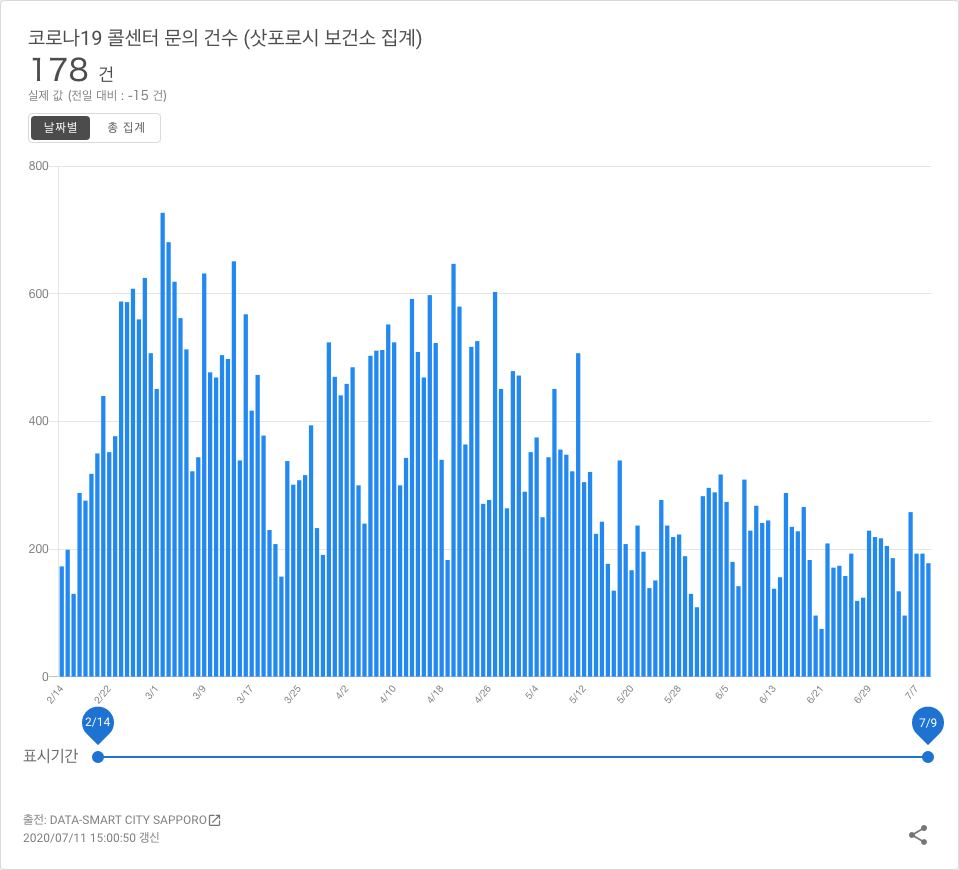 코로나19 콜센터 문의 건수 (삿포로시 보건소 집계)
178 건
실제 값 (전일 대비 : -15 건)
날짜별 총 집계
800
600
400
200
0
2/14 2/22 3/1 3/9 3/17 3/25 4/2 4/10 4/18 4/26 5/4 5/12 5/20 5/28 6/5 6/13 6/21 6/29 7/7
2/14 7/9
표시기간
출전: DATA-SMART CITY SAPPORO
2020/07/11 15:00:50 갱신